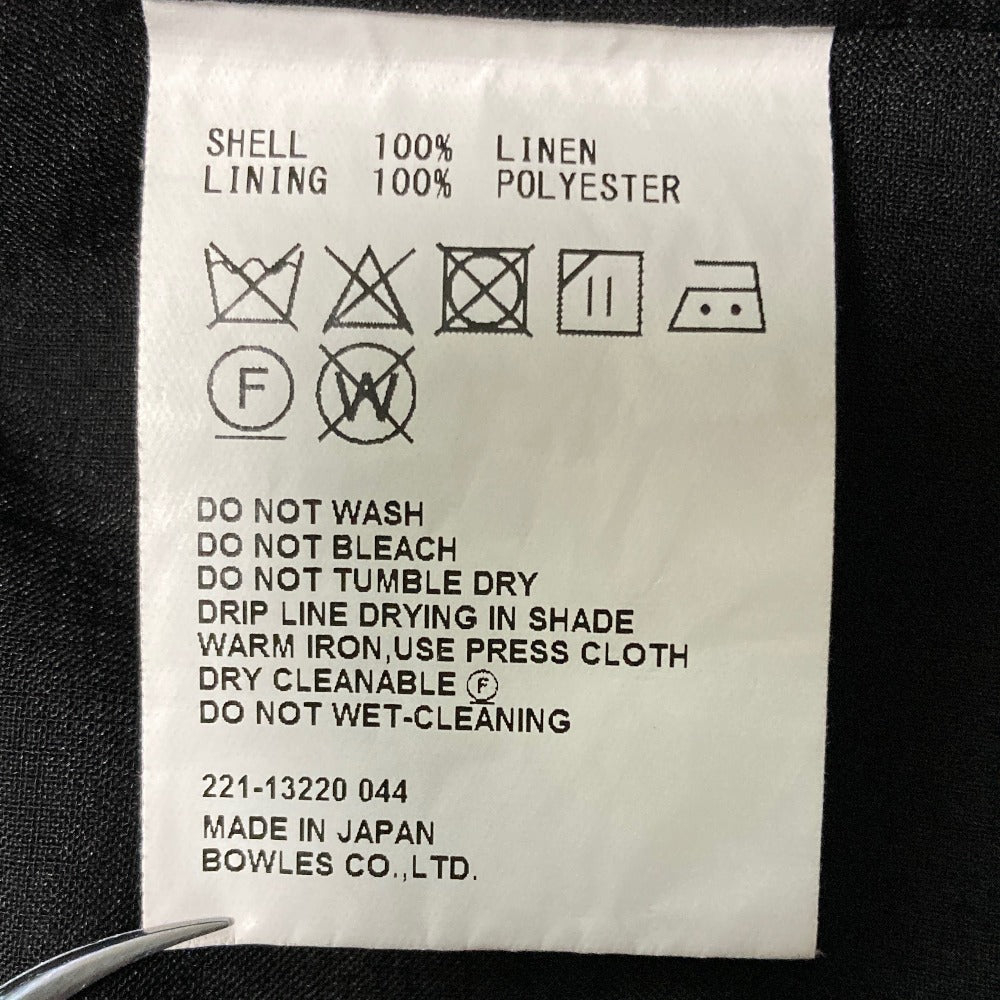 SHELL 100% LINEN
LINING 100% POLYESTER
F W
DO NOT WASH
DO NOT BLEACH
DO NOT TUMBLE DRY
DRIP LINE DRYING IN SHADE
WARM IRON,USE PRESS CLOTH
DRY CLEANABLE Ⓕ
DO NOT WET-CLEANING
221-13220 044
MADE IN JAPAN
BOWLES CO.,LTD.